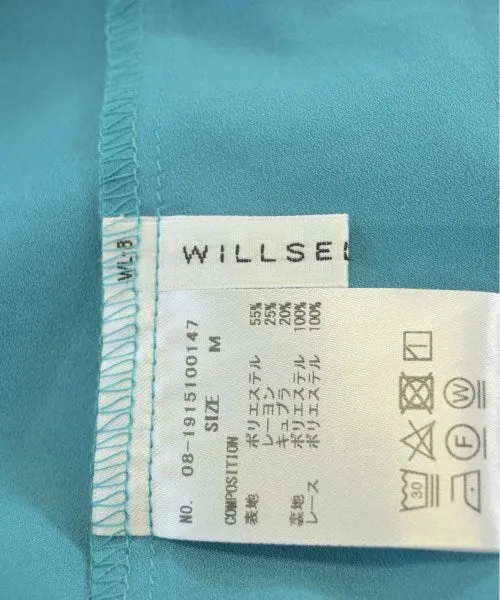 WL·B
WILLSEL
NO. 08-1915100147
SIZE M
COMPOSITION
表地 ポリエステル 55%
レーヨン 25%
キュプラ 20%
裏地 ポリエステル 100%
レース ポリエステル 100%
30
F
W